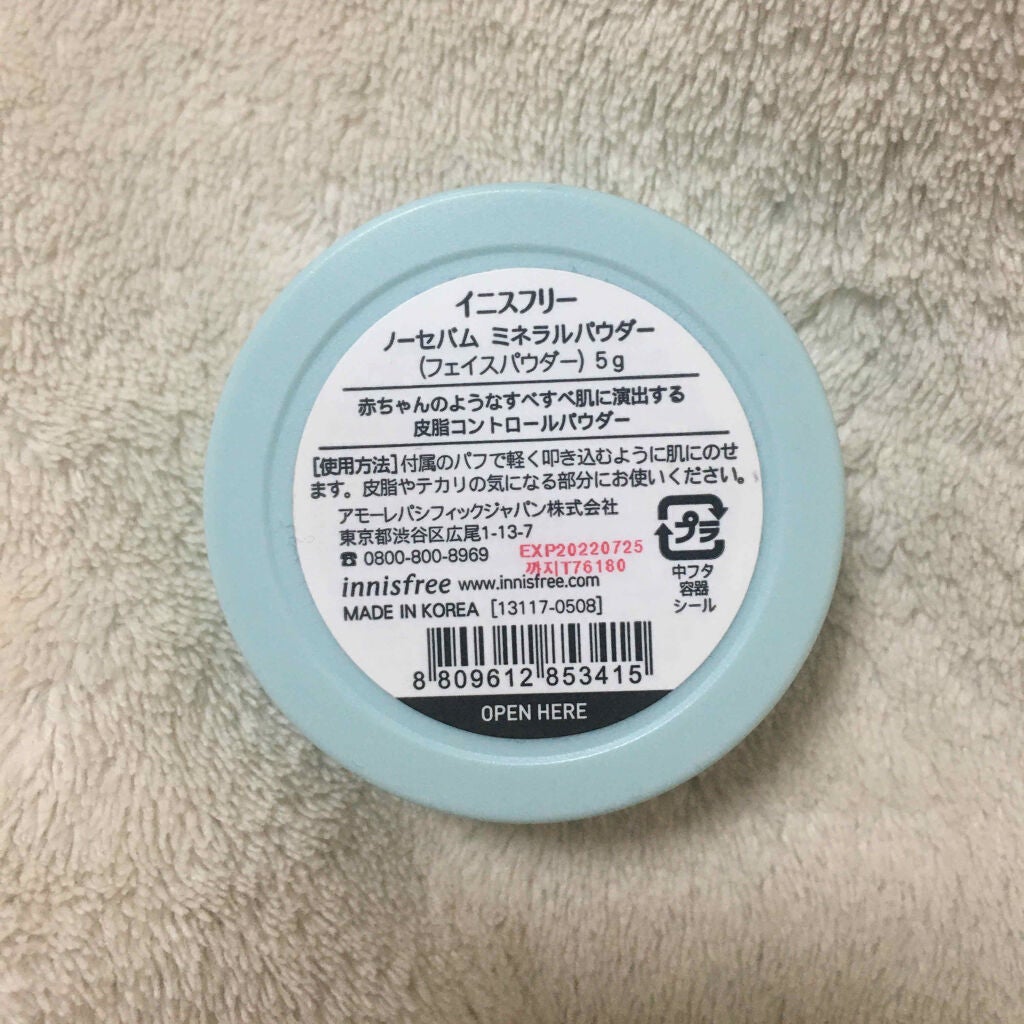 イニスフリー
ノーセバム ミネラルパウダー
(フェイスパウダー) 5g
赤ちゃんのようなすべすべ肌に演出する
皮脂コントロールパウダー
[使用方法]付属のパフで軽く叩き込むように肌にのせ
ます。皮脂やテカリの気になる部分にお使いください。
アモーレパシフィックジャパン株式会社
東京都渋谷区広尾1-13-7
☎ 0800-800-8969
EXP20220725
까지T76180
innisfree www.innisfree.com
MADE IN KOREA [13117-0508]
プラ
中フタ
容器
シール
8 809612 853415
OPEN HERE